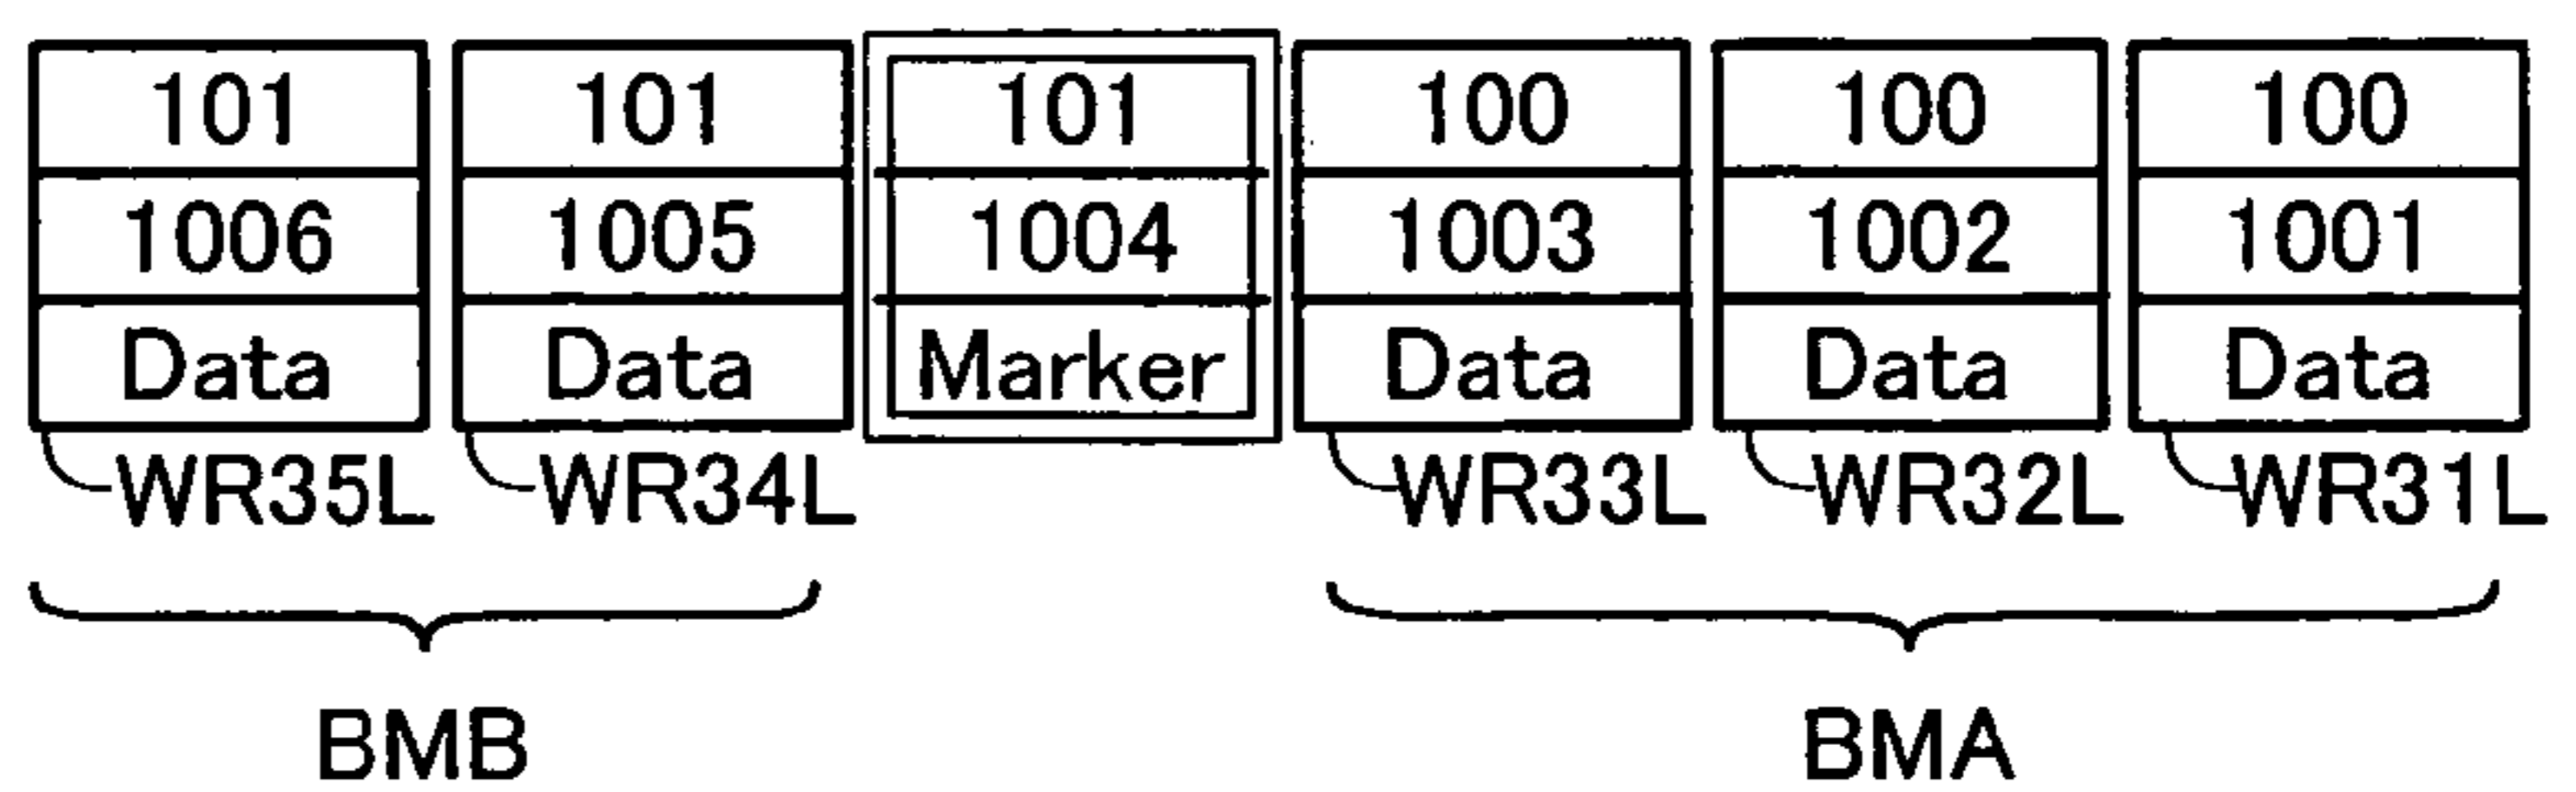 101 101 101 100 100 100
1006 1005 1004 1003 1002 1001
Data Data Marker Data Data Data
WR35L WR34L WR33L WR32L WR31L
BMB BMA